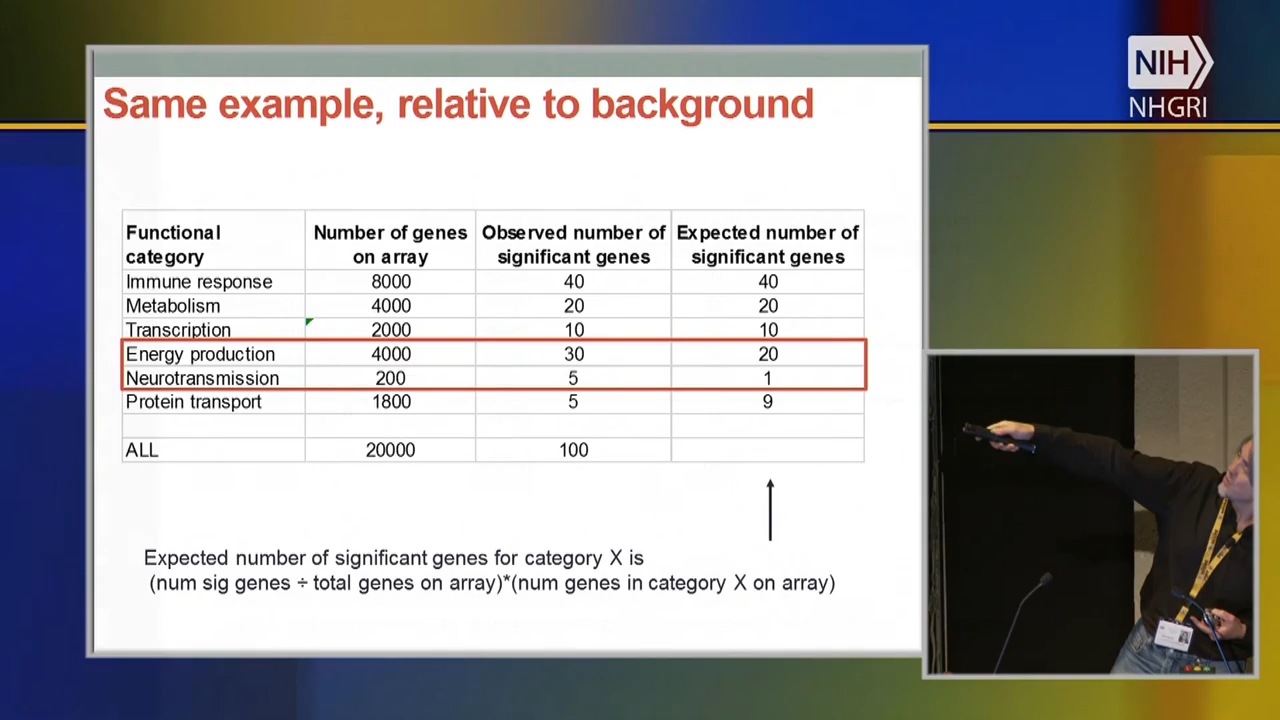 NIH
NHGRI
Same example, relative to background
Functional category Number of genes on array Observed number of significant genes Expected number of significant genes
Immune response 8000 40 40
Metabolism 4000 20 20
Transcription 2000 10 10
Energy production 4000 30 20
Neurotransmission 200 5 1
Protein transport 1800 5 9
ALL 20000 100
Expected number of significant genes for category X is
(num sig genes ÷ total genes on array)*(num genes in category X on array)